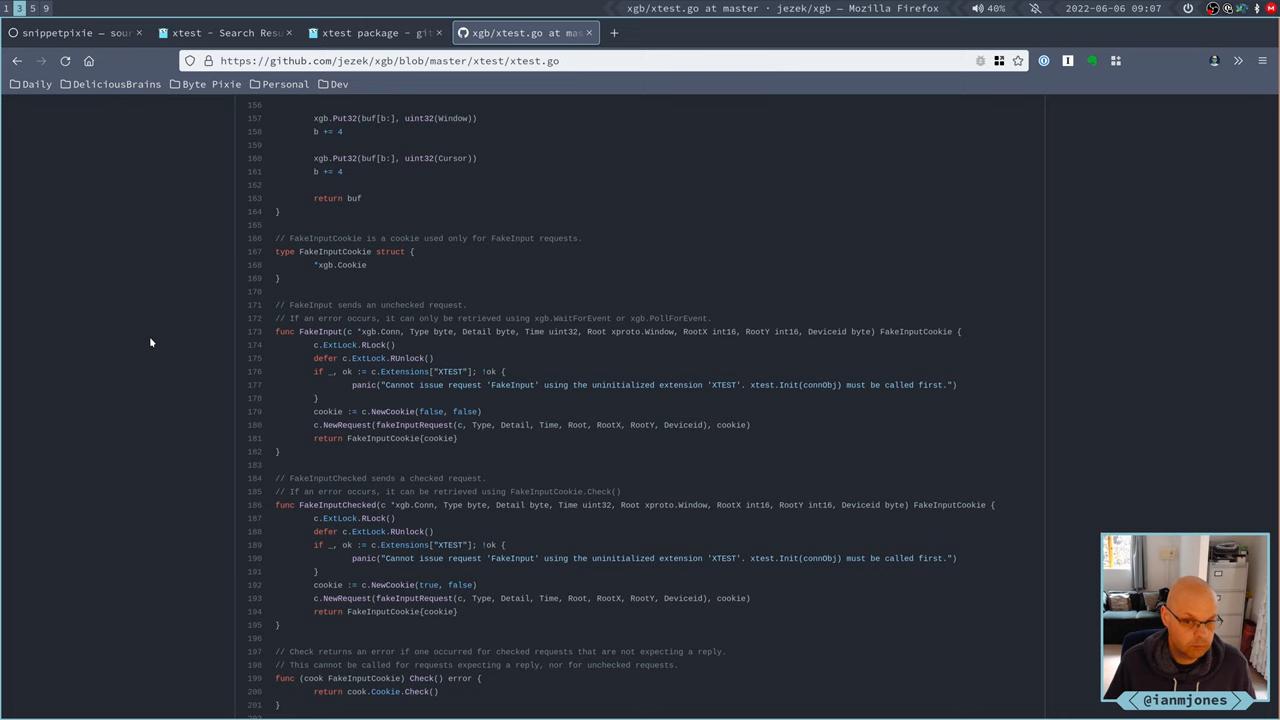 1 3 5 9
xgb/xtest.go at master · jezek/xgb — Mozilla Firefox
40%
2022-06-06 09:07
snippetpixie — sour
xtest - Search Resu
xtest package - git
xgb/xtest.go at mas
https://github.com/jezek/xgb/blob/master/xtest/xtest.go
Daily DeliciousBrains Byte Pixie Personal Dev
156
157 xgb.Put32(buf[b:], uint32(Window))
158 b += 4
159
160 xgb.Put32(buf[b:], uint32(Cursor))
161 b += 4
162
163 return buf
164 }
165
166 // FakeInputCookie is a cookie used only for FakeInput requests.
167 type FakeInputCookie struct {
168 *xgb.Cookie
169 }
170
171 // FakeInput sends an unchecked request.
172 // If an error occurs, it can only be retrieved using xgb.WaitForEvent or xgb.PollForEvent.
173 func FakeInput(c *xgb.Conn, Type byte, Detail byte, Time uint32, Root xproto.Window, RootX int16, RootY int16, Deviceid byte) FakeInputCookie {
174 c.ExtLock.RLock()
175 defer c.ExtLock.RUnlock()
176 if _, ok := c.Extensions["XTEST"]; !ok {
177 panic("Cannot issue request 'FakeInput' using the uninitialized extension 'XTEST'. xtest.Init(connObj) must be called first.")
178 }
179 cookie := c.NewCookie(false, false)
180 c.NewRequest(fakeInputRequest(c, Type, Detail, Time, Root, RootX, RootY, Deviceid), cookie)
181 return FakeInputCookie{cookie}
182 }
183
184 // FakeInputChecked sends a checked request.
185 // If an error occurs, it can be retrieved using FakeInputCookie.Check()
186 func FakeInputChecked(c *xgb.Conn, Type byte, Detail byte, Time uint32, Root xproto.Window, RootX int16, RootY int16, Deviceid byte) FakeInputCookie {
187 c.ExtLock.RLock()
188 defer c.ExtLock.RUnlock()
189 if _, ok := c.Extensions["XTEST"]; !ok {
190 panic("Cannot issue request 'FakeInput' using the uninitialized extension 'XTEST'. xtest.Init(connObj) must be called first.")
191 }
192 cookie := c.NewCookie(true, false)
193 c.NewRequest(fakeInputRequest(c, Type, Detail, Time, Root, RootX, RootY, Deviceid), cookie)
194 return FakeInputCookie{cookie}
195 }
196
197 // Check returns an error if one occurred for checked requests that are not expecting a reply.
198 // This cannot be called for requests expecting a reply, nor for unchecked requests.
199 func (cook FakeInputCookie) Check() error {
200 return cook.Cookie.Check()
201 }
@ianmjones